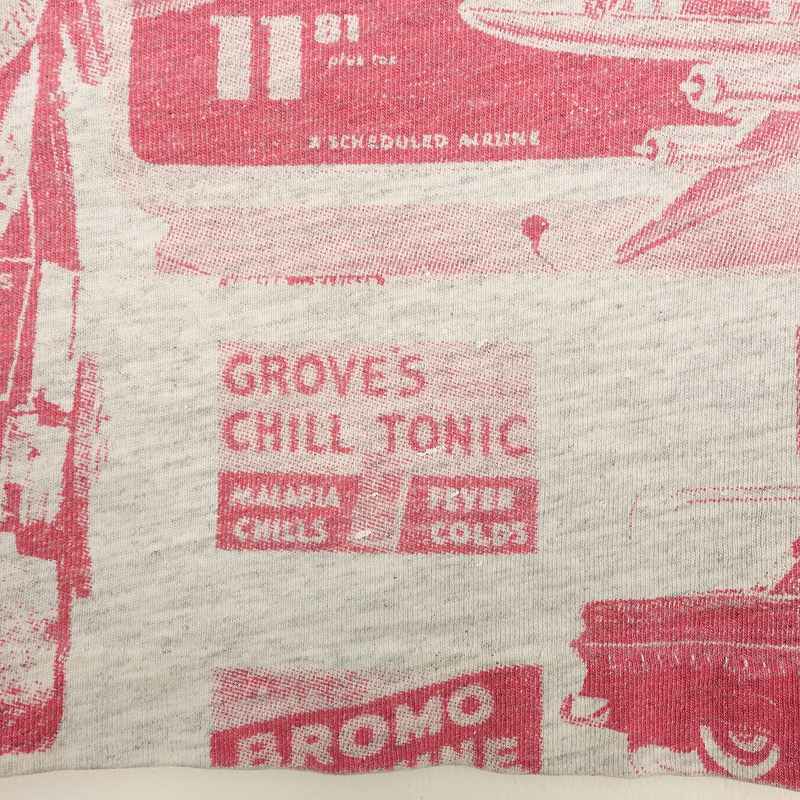 11 81
plus tax
A SCHEDULED AIRLINE
GROVE'S
CHILL TONIC
MALARIA FEVER
CHILLS COLDS
BROMO